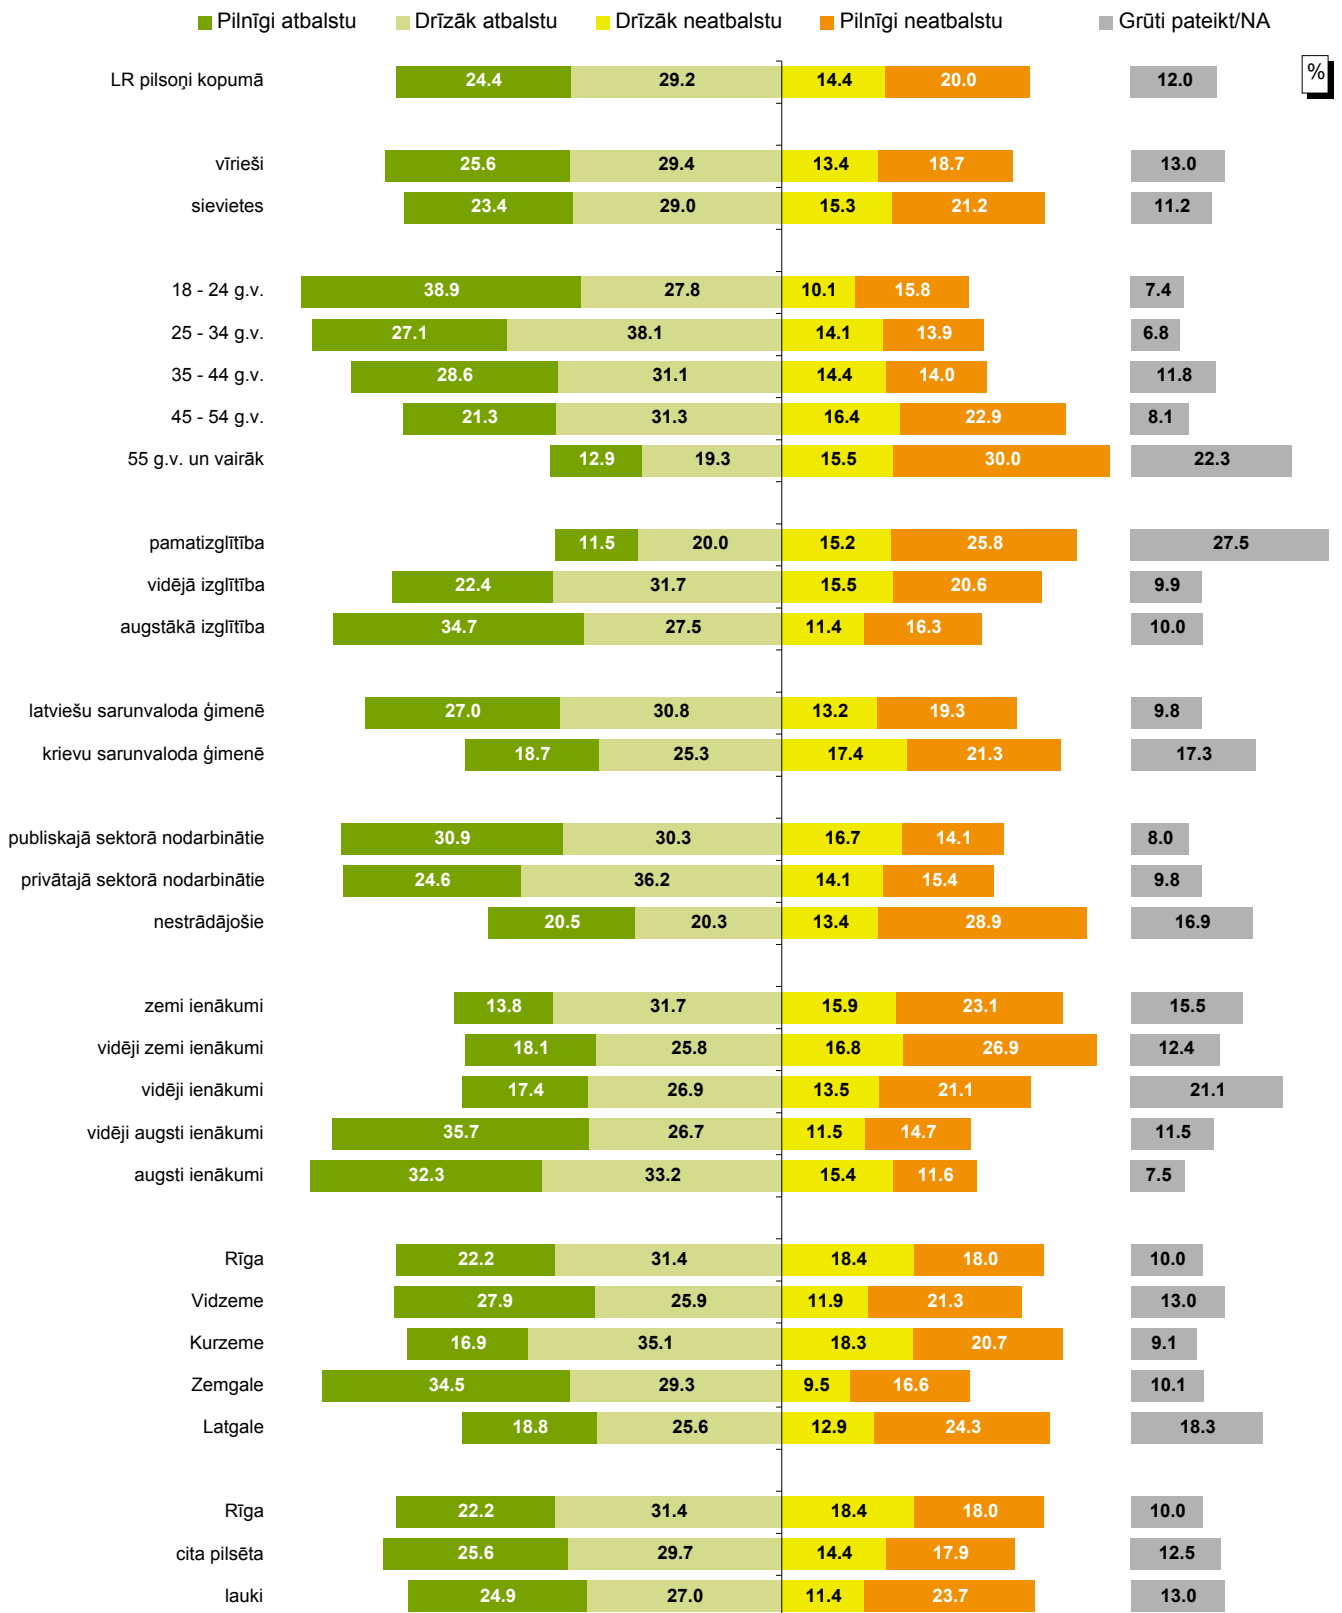 Pilnīgi atbalstu Drīzāk atbalstu Drīzāk neatbalstu Pilnīgi neatbalstu Grūti pateikt/NA
%
LR pilsoņi kopumā 24.4 29.2 14.4 20.0 12.0
vīrieši 25.6 29.4 13.4 18.7 13.0
sievietes 23.4 29.0 15.3 21.2 11.2
18 - 24 g.v. 38.9 27.8 10.1 15.8 7.4
25 - 34 g.v. 27.1 38.1 14.1 13.9 6.8
35 - 44 g.v. 28.6 31.1 14.4 14.0 11.8
45 - 54 g.v. 21.3 31.3 16.4 22.9 8.1
55 g.v. un vairāk 12.9 19.3 15.5 30.0 22.3
pamatizglītība 11.5 20.0 15.2 25.8 27.5
vidējā izglītība 22.4 31.7 15.5 20.6 9.9
augstākā izglītība 34.7 27.5 11.4 16.3 10.0
latviešu sarunvaloda ģimenē 27.0 30.8 13.2 19.3 9.8
krievu sarunvaloda ģimenē 18.7 25.3 17.4 21.3 17.3
publiskajā sektorā nodarbinātie 30.9 30.3 16.7 14.1 8.0
privātajā sektorā nodarbinātie 24.6 36.2 14.1 15.4 9.8
nestrādājošie 20.5 20.3 13.4 28.9 16.9
zemi ienākumi 13.8 31.7 15.9 23.1 15.5
vidēji zemi ienākumi 18.1 25.8 16.8 26.9 12.4
vidēji ienākumi 17.4 26.9 13.5 21.1 21.1
vidēji augsti ienākumi 35.7 26.7 11.5 14.7 11.5
augsti ienākumi 32.3 33.2 15.4 11.6 7.5
Rīga 22.2 31.4 18.4 18.0 10.0
Vidzeme 27.9 25.9 11.9 21.3 13.0
Kurzeme 16.9 35.1 18.3 20.7 9.1
Zemgale 34.5 29.3 9.5 16.6 10.1
Latgale 18.8 25.6 12.9 24.3 18.3
Rīga 22.2 31.4 18.4 18.0 10.0
cita pilsēta 25.6 29.7 14.4 17.9 12.5
lauki 24.9 27.0 11.4 23.7 13.0